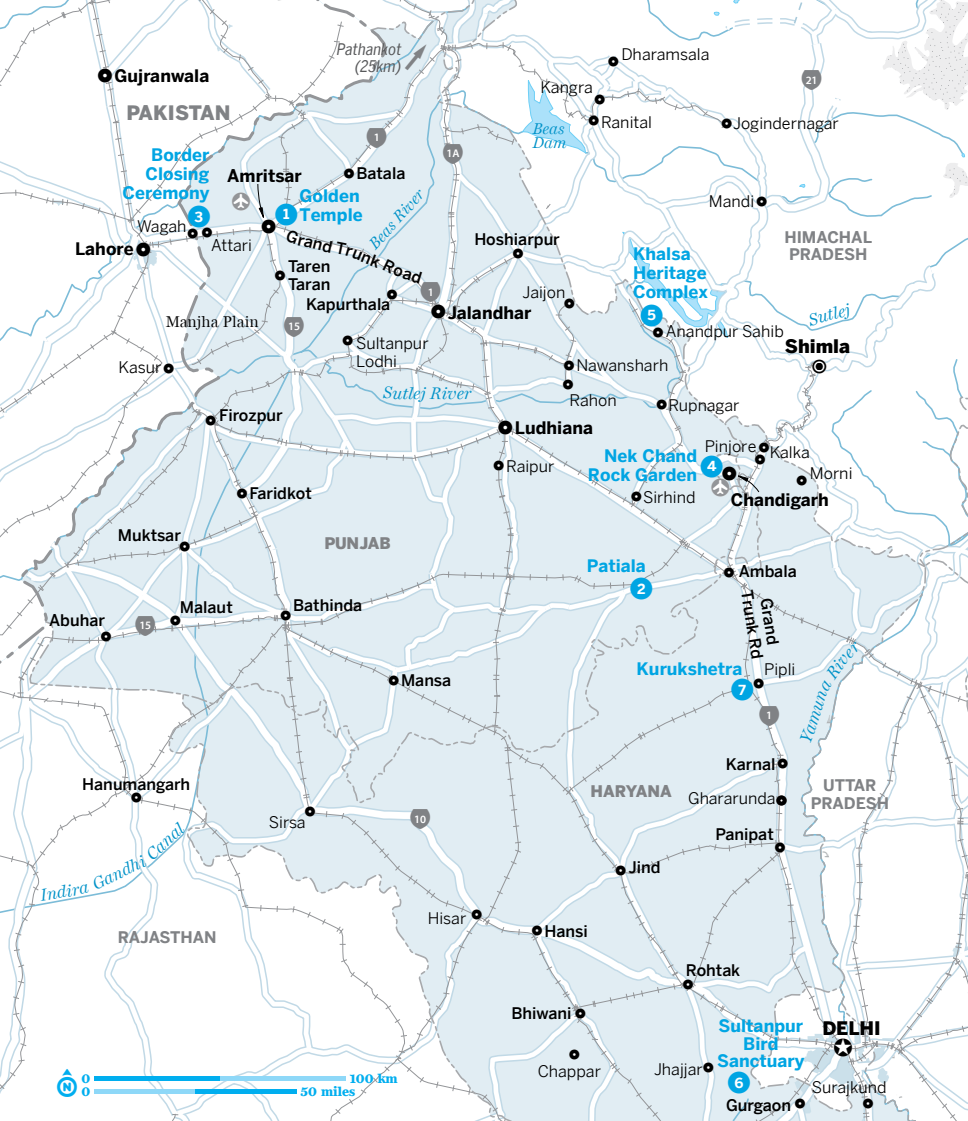 Pathankot
(25km)
Dharamsala
Gujranwala
21
Kangra
PAKISTAN
Ranital
Jogindernagar
Beas
Dam
1
1A
Border
Closing
Ceremony
Amritsar
Batala
Golden
Temple
1
3
Mandi
Beas River
Wagah
Attari
Lahore
Grand Trunk Road
Hoshiarpur
HIMACHAL
PRADESH
Khalsa
Heritage
Complex
Taren
Taran
1
Kapurthala
Jaijon
Jalandhar
5
Sutlej
Manjha Plain
15
Anandpur Sahib
Sultanpur
Lodhi
Shimla
Kasur
Nawansharh
Sutlej River
Rahon
Rupnagar
Firozpur
Ludhiana
Pinjore
Kalka
Nek Chand
Rock Garden
4
Raipur
Morni
Faridkot
Sirhind
Chandigarh
Muktsar
PUNJAB
Patiala
2
Ambala
Malaut
Bathinda
Abuhar
15
Grand
Trunk Rd
Kurukshetra
7
Pipli
Mansa
Yamuna River
1
Karnal
Hanumangarh
HARYANA
UTTAR
PRADESH
Ghararunda
Sirsa
10
Panipat
Indira Gandhi Canal
Jind
Hisar
Hansi
RAJASTHAN
Rohtak
Bhiwani
Sultanpur
Bird
Sanctuary
6
DELHI
Chappar
Jhajjar
Surajkund
Gurgaon
N
0
100 km
0
50 miles